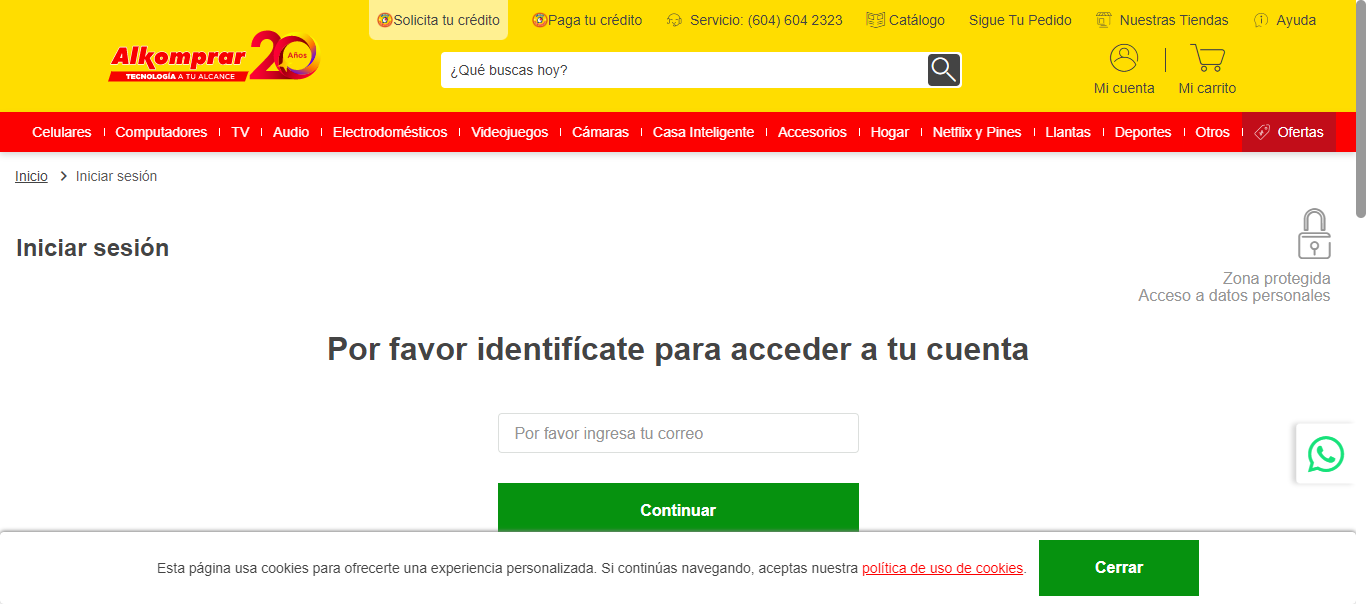 Solicita tu crédito
Paga tu crédito
Servicio: (604) 604 2323
Catálogo
Sigue Tu Pedido
Nuestras Tiendas
Ayuda
Alkomprar 20 Años
TECNOLOGÍA A TU ALCANCE
¿Qué buscas hoy?
Mi cuenta
Mi carrito
Celulares
Computadores
TV
Audio
Electrodomésticos
Videojuegos
Cámaras
Casa Inteligente
Accesorios
Hogar
Netflix y Pines
Llantas
Deportes
Otros
Ofertas
Inicio > Iniciar sesión
Iniciar sesión
Zona protegida
Acceso a datos personales
Por favor identifícate para acceder a tu cuenta
Por favor ingresa tu correo
Continuar
Esta página usa cookies para ofrecerte una experiencia personalizada. Si continúas navegando, aceptas nuestra política de uso de cookies.
Cerrar